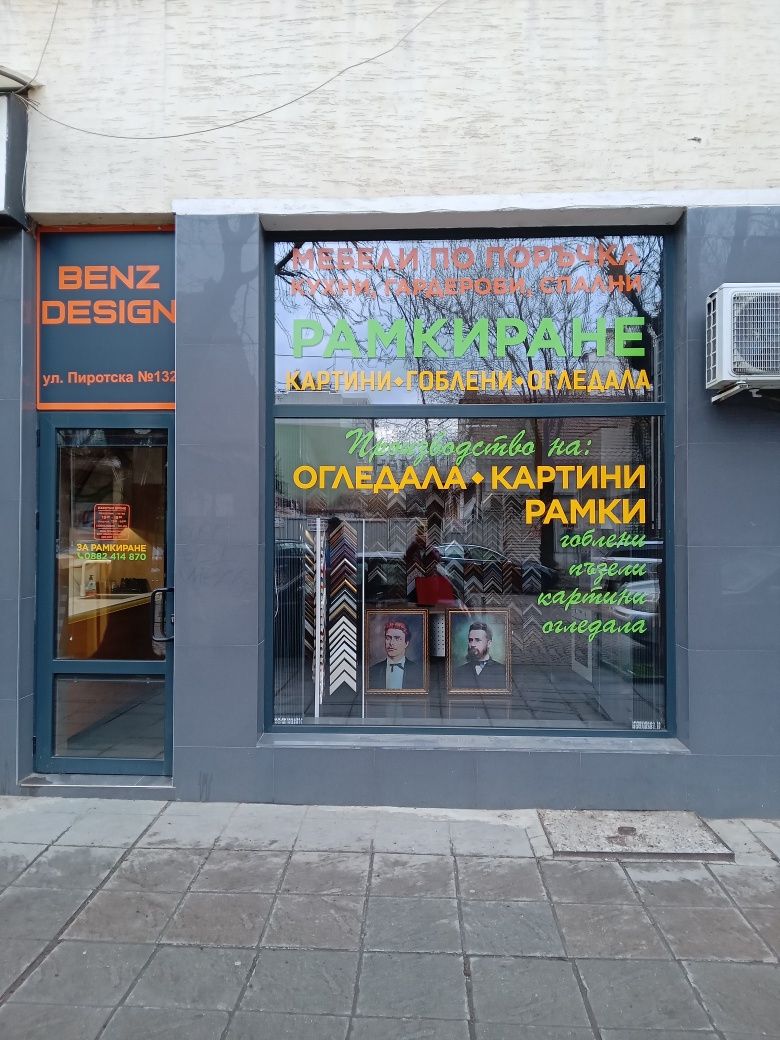 BENZ
DESIGN
ул. Пиротска №132
ЗА РАМКИРАНЕ
0882 414 870
МЕБЕЛИ ПО ПОРЪЧКА
КУХНИ, ГАРДЕРОБИ, СПАЛНИ
РАМКИРАНЕ
КАРТИНИ•ГОБЛЕНИ•ОГЛЕДАЛА
Производство на:
ОГЛЕДАЛА•КАРТИНИ
РАМКИ
гоблени
пъзели
картини
огледала